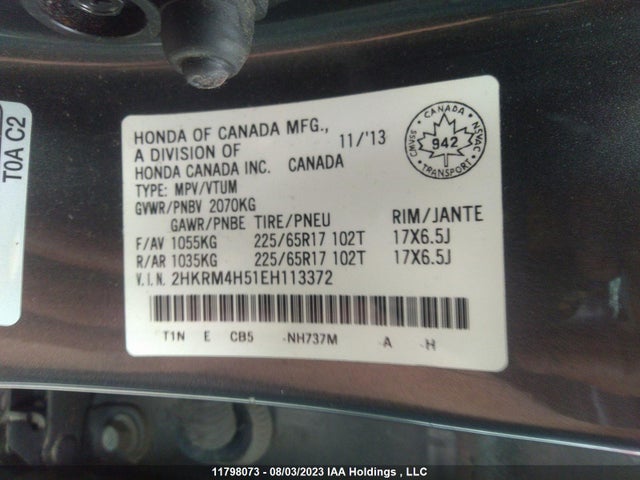 T0A C2
HONDA OF CANADA MFG.,
A DIVISION OF
HONDA CANADA INC. CANADA
11/'13
CANADA
CMVSS
942
NSVAC
TRANSPORT
TYPE: MPV/VTUM
GVWR/PNBV 2070KG
GAWR/PNBE TIRE/PNEU RIM/JANTE
F/AV 1055KG 225/65R17 102T 17X6.5J
R/AR 1035KG 225/65R17 102T 17X6.5J
V.I.N. 2HKRM4H51EH113372
T1N E CB5 -NH737M -A -H
11798073 - 08/03/2023 IAA Holdings , LLC